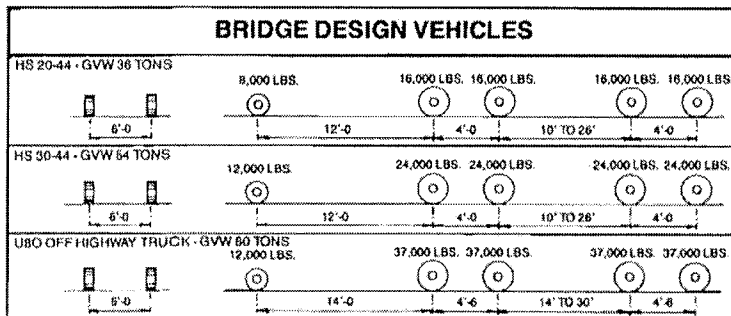 BRIDGE DESIGN VEHICLES
HS 20-44 - GVW 36 TONS
8,000 LBS. 16,000 LBS. 16,000 LBS. 16,000 LBS. 16,000 LBS.
6'-0 12'-0 4'-0 10' TO 26' 4'-0
HS 30-44 - GVW 54 TONS
12,000 LBS. 24,000 LBS. 24,000 LBS. 24,000 LBS. 24,000 LBS.
6'-0 12'-0 4'-0 10' TO 26' 4'-0
U80 OFF HIGHWAY TRUCK - GVW 80 TONS
12,000 LBS. 37,000 LBS. 37,000 LBS. 37,000 LBS. 37,000 LBS.
6'-0 14'-0 4'-6 14' TO 30' 4'-6